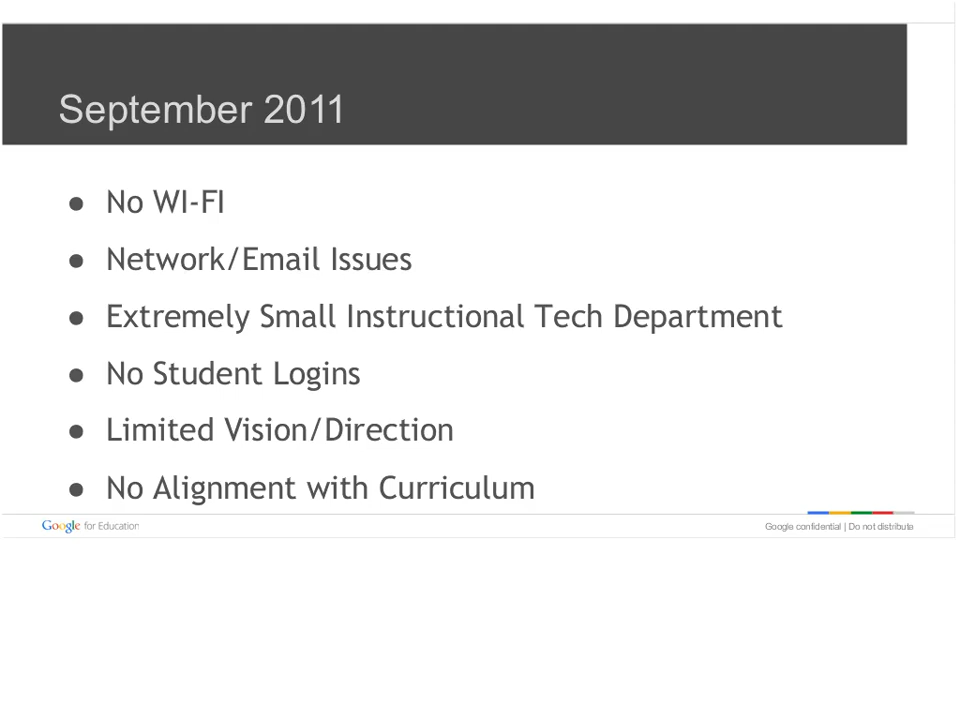 September 2011
● No WI-FI
● Network/Email Issues
● Extremely Small Instructional Tech Department
● No Student Logins
● Limited Vision/Direction
● No Alignment with Curriculum
Google for Education
Google confidential | Do not distribute